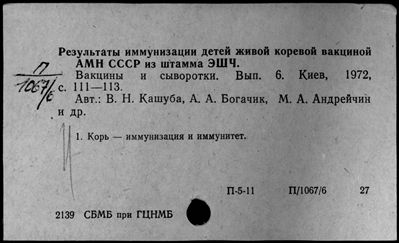 Результаты иммунизации детей живой коревой вакциной
АМН СССР из штамма ЭШЧ.
П
1067/6
Вакцины и сыворотки. Вып. 6. Киев, 1972,
с. 111—113.
Авт.: В. Н. Кашуба, А. А. Богачик, М. А. Андрейчин
и др.
1. Корь — иммунизация и иммунитет.
П-5-11 П/1067/6 27
2139 СБМБ при ГЦНМБ